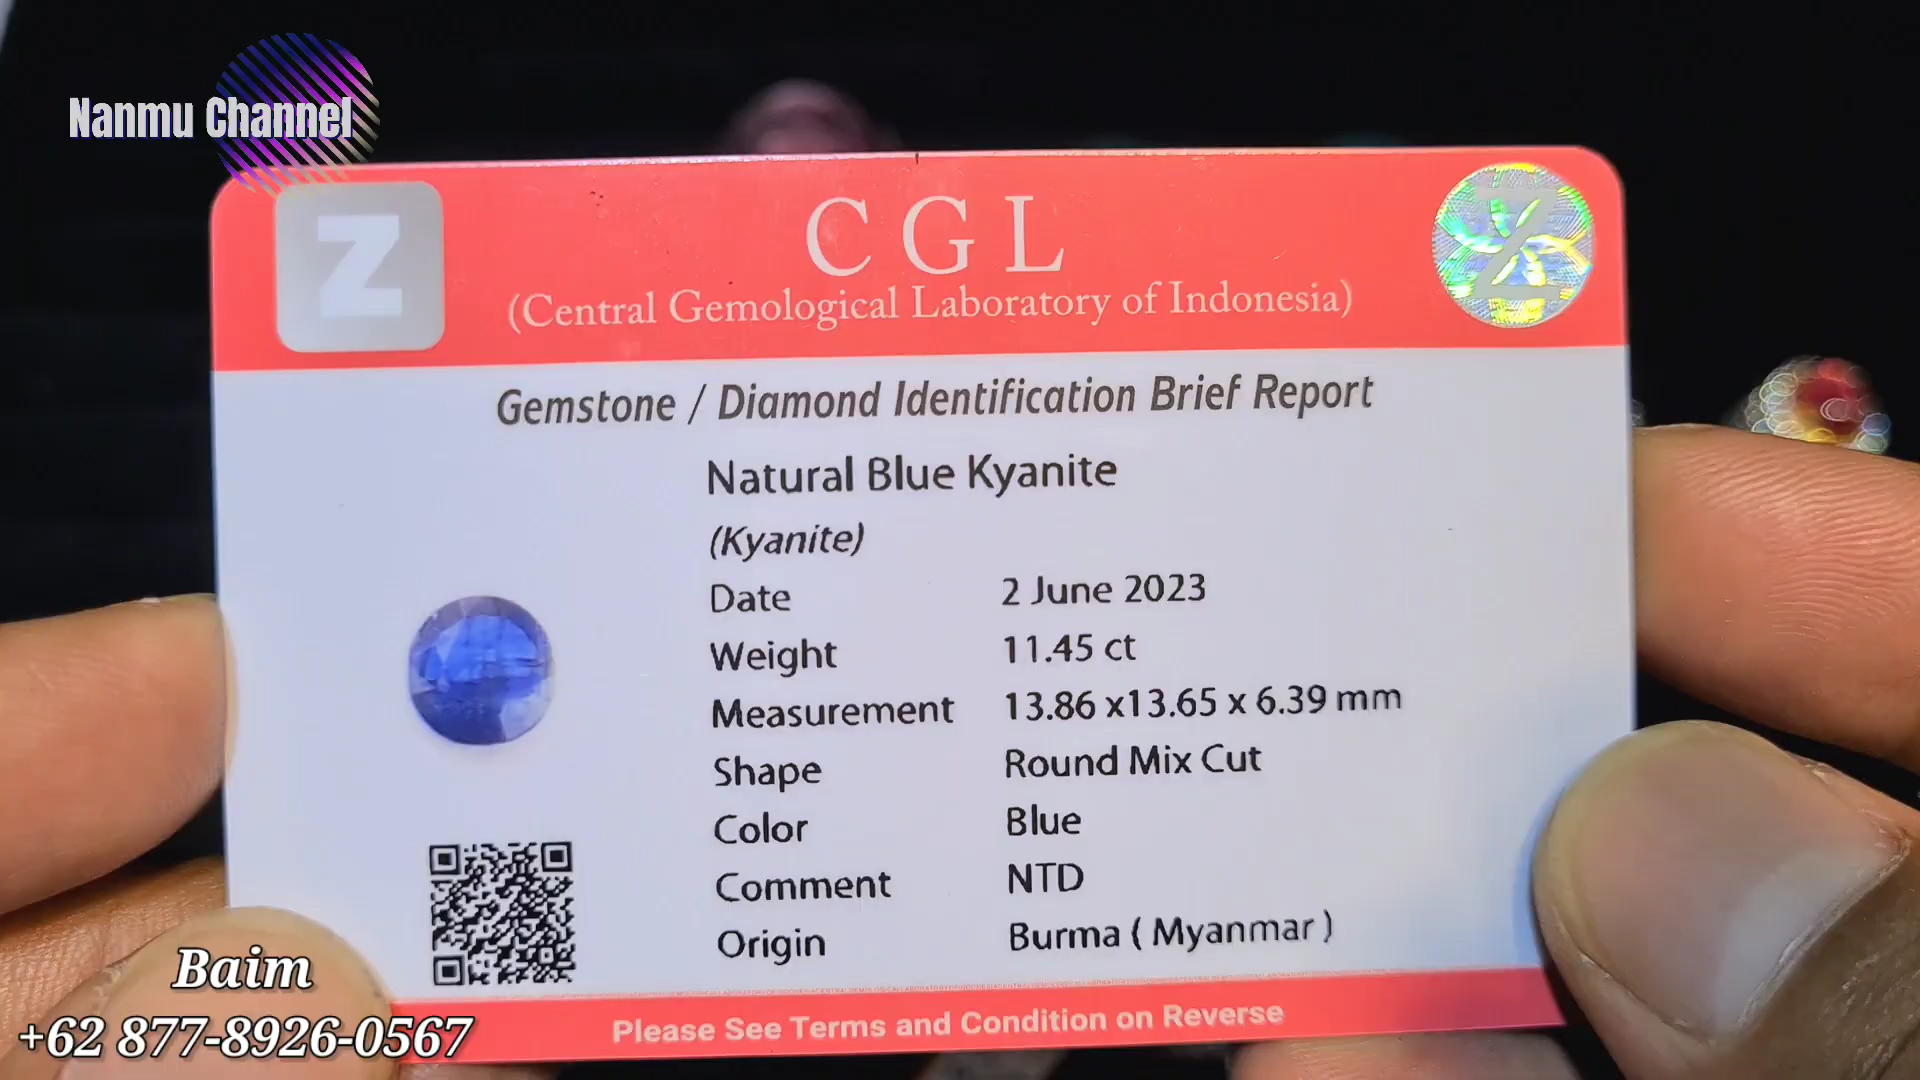 Nanmu Channel
Z
C G L
Z
(Central Gemological Laboratory of Indonesia)
Gemstone / Diamond Identification Brief Report
Natural Blue Kyanite
(Kyanite)
Date 2 June 2023
Weight 11.45 ct
Measurement 13.86 x13.65 x 6.39 mm
Shape Round Mix Cut
Color Blue
Comment NTD
Origin Burma ( Myanmar )
Please See Terms and Condition on Reverse
Baim
+62 877-8926-0567